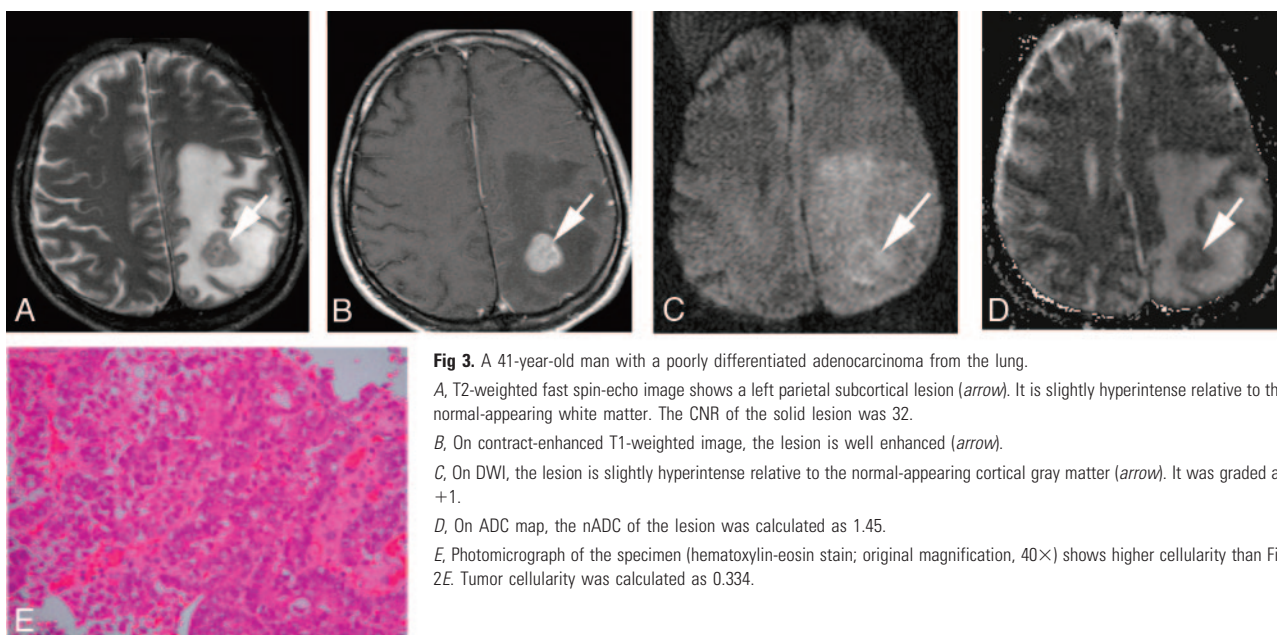 A
B
C
D
E
Fig 3. A 41-year-old man with a poorly differentiated adenocarcinoma from the lung.
A, T2-weighted fast spin-echo image shows a left parietal subcortical lesion (arrow). It is slightly hyperintense relative to th
normal-appearing white matter. The CNR of the solid lesion was 32.
B, On contract-enhanced T1-weighted image, the lesion is well enhanced (arrow).
C, On DWI, the lesion is slightly hyperintense relative to the normal-appearing cortical gray matter (arrow). It was graded a
+1.
D, On ADC map, the nADC of the lesion was calculated as 1.45.
E, Photomicrograph of the specimen (hematoxylin-eosin stain; original magnification, 40×) shows higher cellularity than Fi
2E. Tumor cellularity was calculated as 0.334.